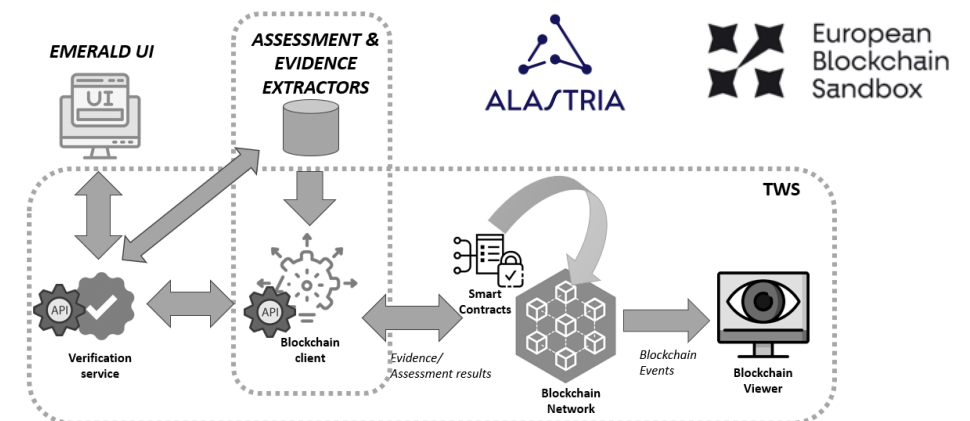 EMERALD UI
UI
ASSESSMENT &
EVIDENCE
EXTRACTORS
ALASTRIA
European
Blockchain
Sandbox
TWS
API
Verification
service
API
Blockchain
client
Evidence/
Assessment results
Smart
Contracts
Blockchain
Network
Blockchain
Events
Blockchain
Viewer